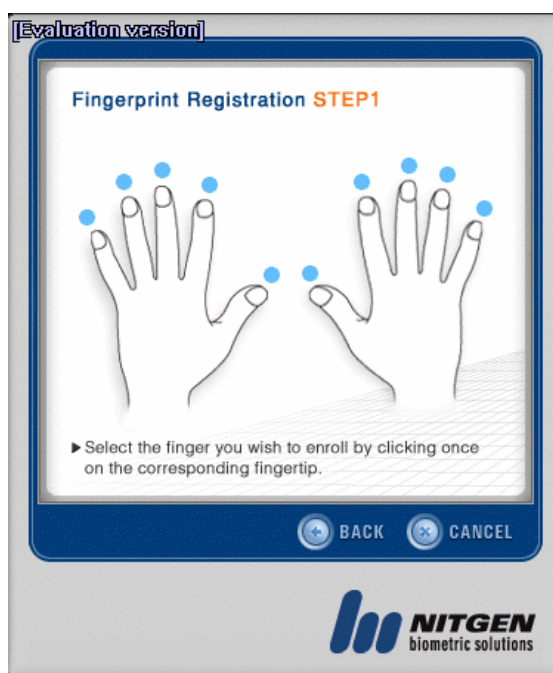 [Evaluation version]
Fingerprint Registration STEP1
Select the finger you wish to enroll by clicking once
on the corresponding fingertip.
BACK CANCEL
NITGEN
biometric solutions